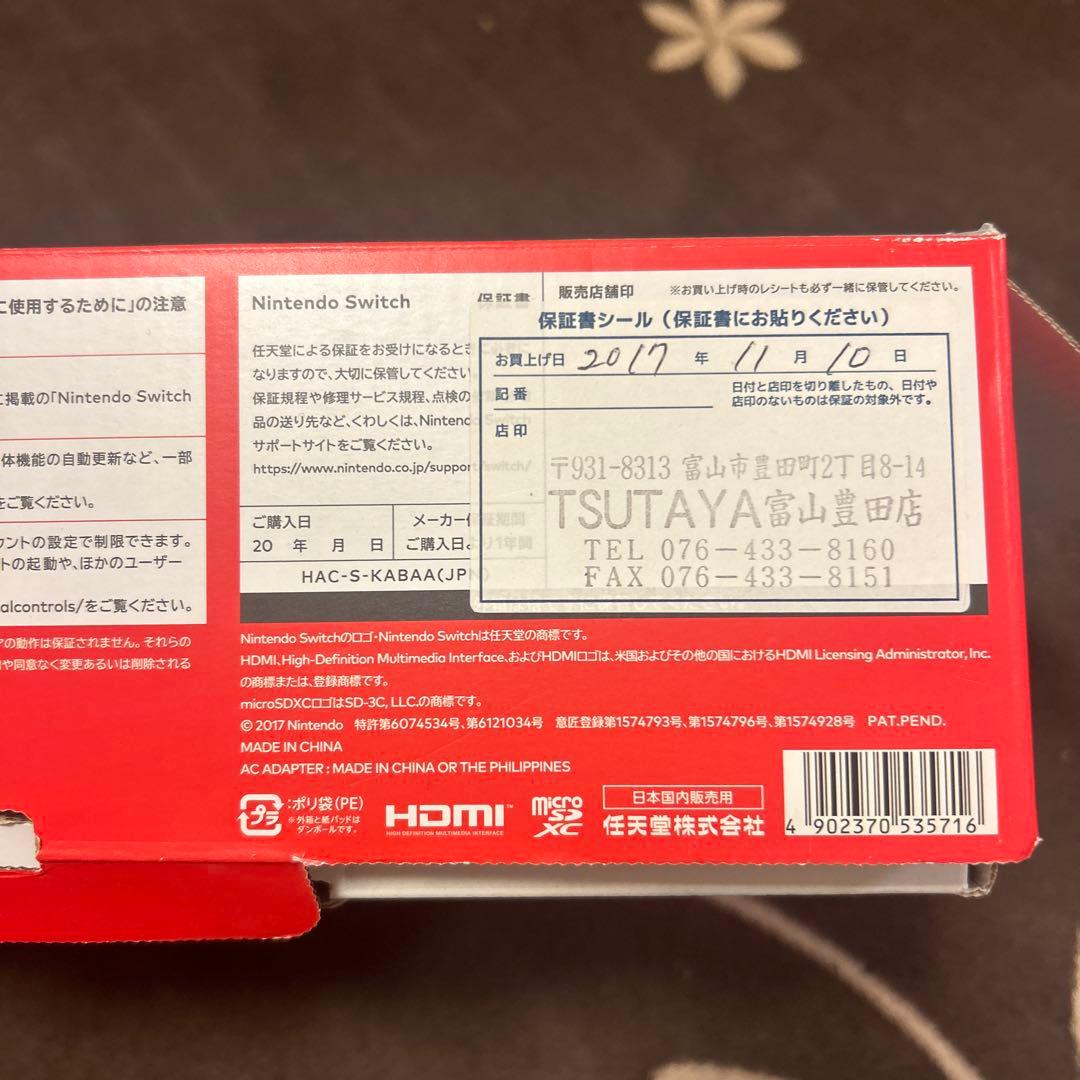 に使用するために」の注意
に掲載の「Nintendo Switch
体機能の自動更新など、一部
をご覧ください。
ウントの設定で制限できます。
トの起動や、ほかのユーザー
alcontrols/をご覧ください。
アの動作は保証されません。それらの
や同意なく変更あるいは削除される
Nintendo Switch 保証書
任天堂による保証をお受けになるときに必要に
なりますので、大切に保管してください
保証規程や修理サービス規程、点検の
品の送り先など、くわしくは、Nintendo Switch
サポートサイトをご覧ください。
https://www.nintendo.co.jp/support/switch/
ご購入日
20 年 月 日
メーカー保証期間
ご購入日より1年間
HAC-S-KABAA(JPN)
販売店舗印 ※お買い上げ時のレシートも必ず一緒に保管してください。
保証書シール（保証書にお貼りください）
お買上げ日 2017 年 11 月 10 日
記番
日付と店印を切り離したもの、日付や
店印のないものは保証の対象外です。
店印
〒931-8313 富山市豊田町2丁目8-14
TSUTAYA富山豊田店
TEL 076-433-8160
FAX 076-433-8151
Nintendo Switchのロゴ・Nintendo Switchは任天堂の商標です。
HDMI、High-Definition Multimedia Interface、およびHDMIロゴは、米国およびその他の国におけるHDMI Licensing Administrator, Inc.
の商標または、登録商標です。
microSDXCロゴはSD-3C, LLC.の商標です。
© 2017 Nintendo 特許第6074534号、第6121034号 意匠登録第1574793号、第1574796号、第1574928号 PAT.PEND.
MADE IN CHINA
AC ADAPTER : MADE IN CHINA OR THE PHILIPPINES
プラ
:ポリ袋(PE)
※外箱と紙パッドは
ダンボールです。
HDMI™
HIGH DEFINITION MULTIMEDIA INTERFACE
micro SD XC
日本国内販売用
任天堂株式会社
4 902370 535716